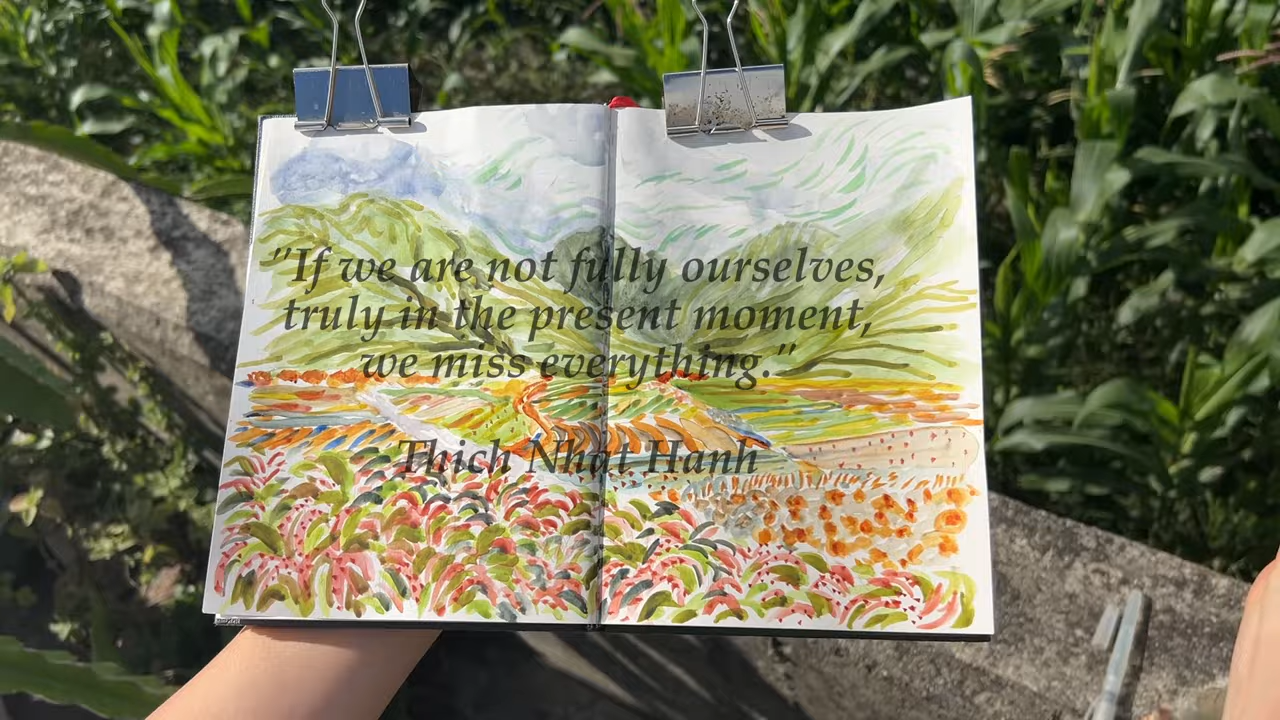 "If we are not fully ourselves,
truly in the present moment,
we miss everything."
Thich Nhat Hanh